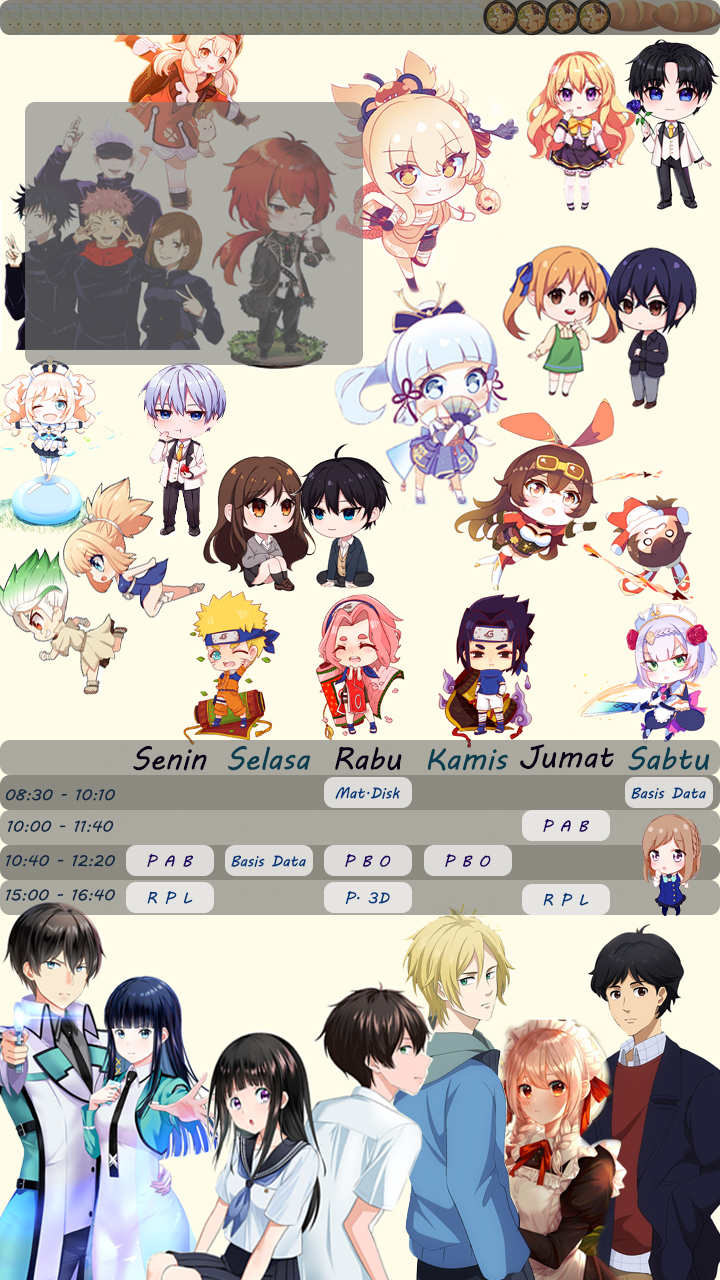 Senin Selasa Rabu Kamis Jumat Sabtu
08:30 - 10:10 Mat.Disk Basis Data
10:00 - 11:40 P A B
10:40 - 12:20 P A B Basis Data P B O P B O
15:00 - 16:40 R P L P. 3D R P L